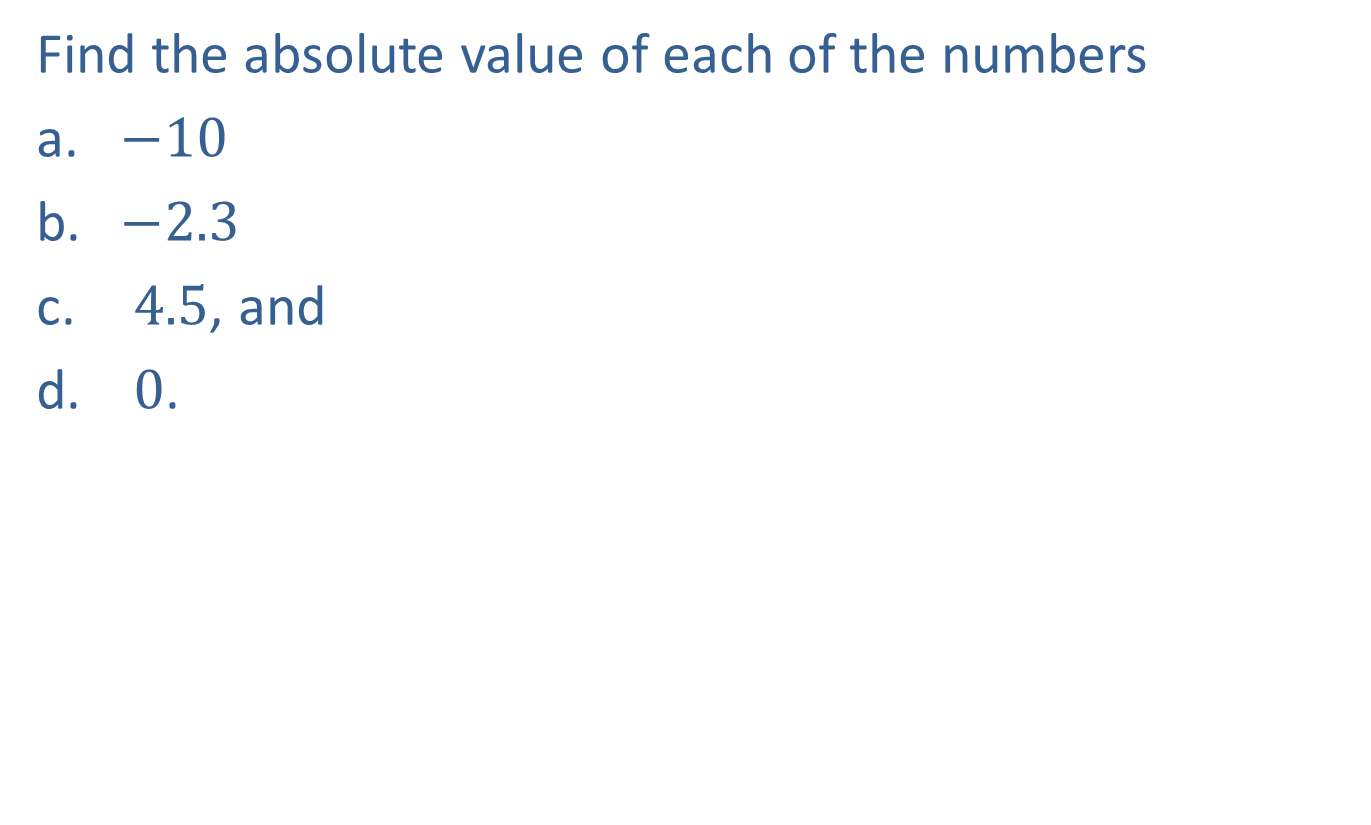 Find the absolute value of each of the numbers
a. −10
b. −2.3
c. 4.5, and
d. 0.